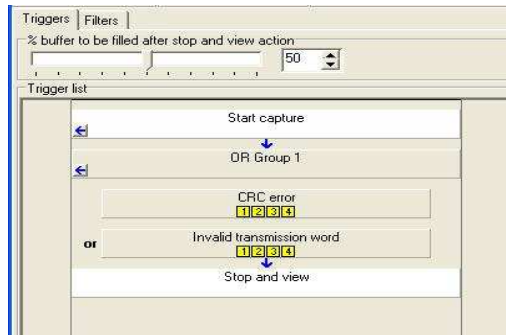 Triggers Filters
% buffer to be filled after stop and view action
50
Trigger list
Start capture
OR Group 1
CRC error
1 2 3 4
or
Invalid transmission word
1 2 3 4
Stop and view